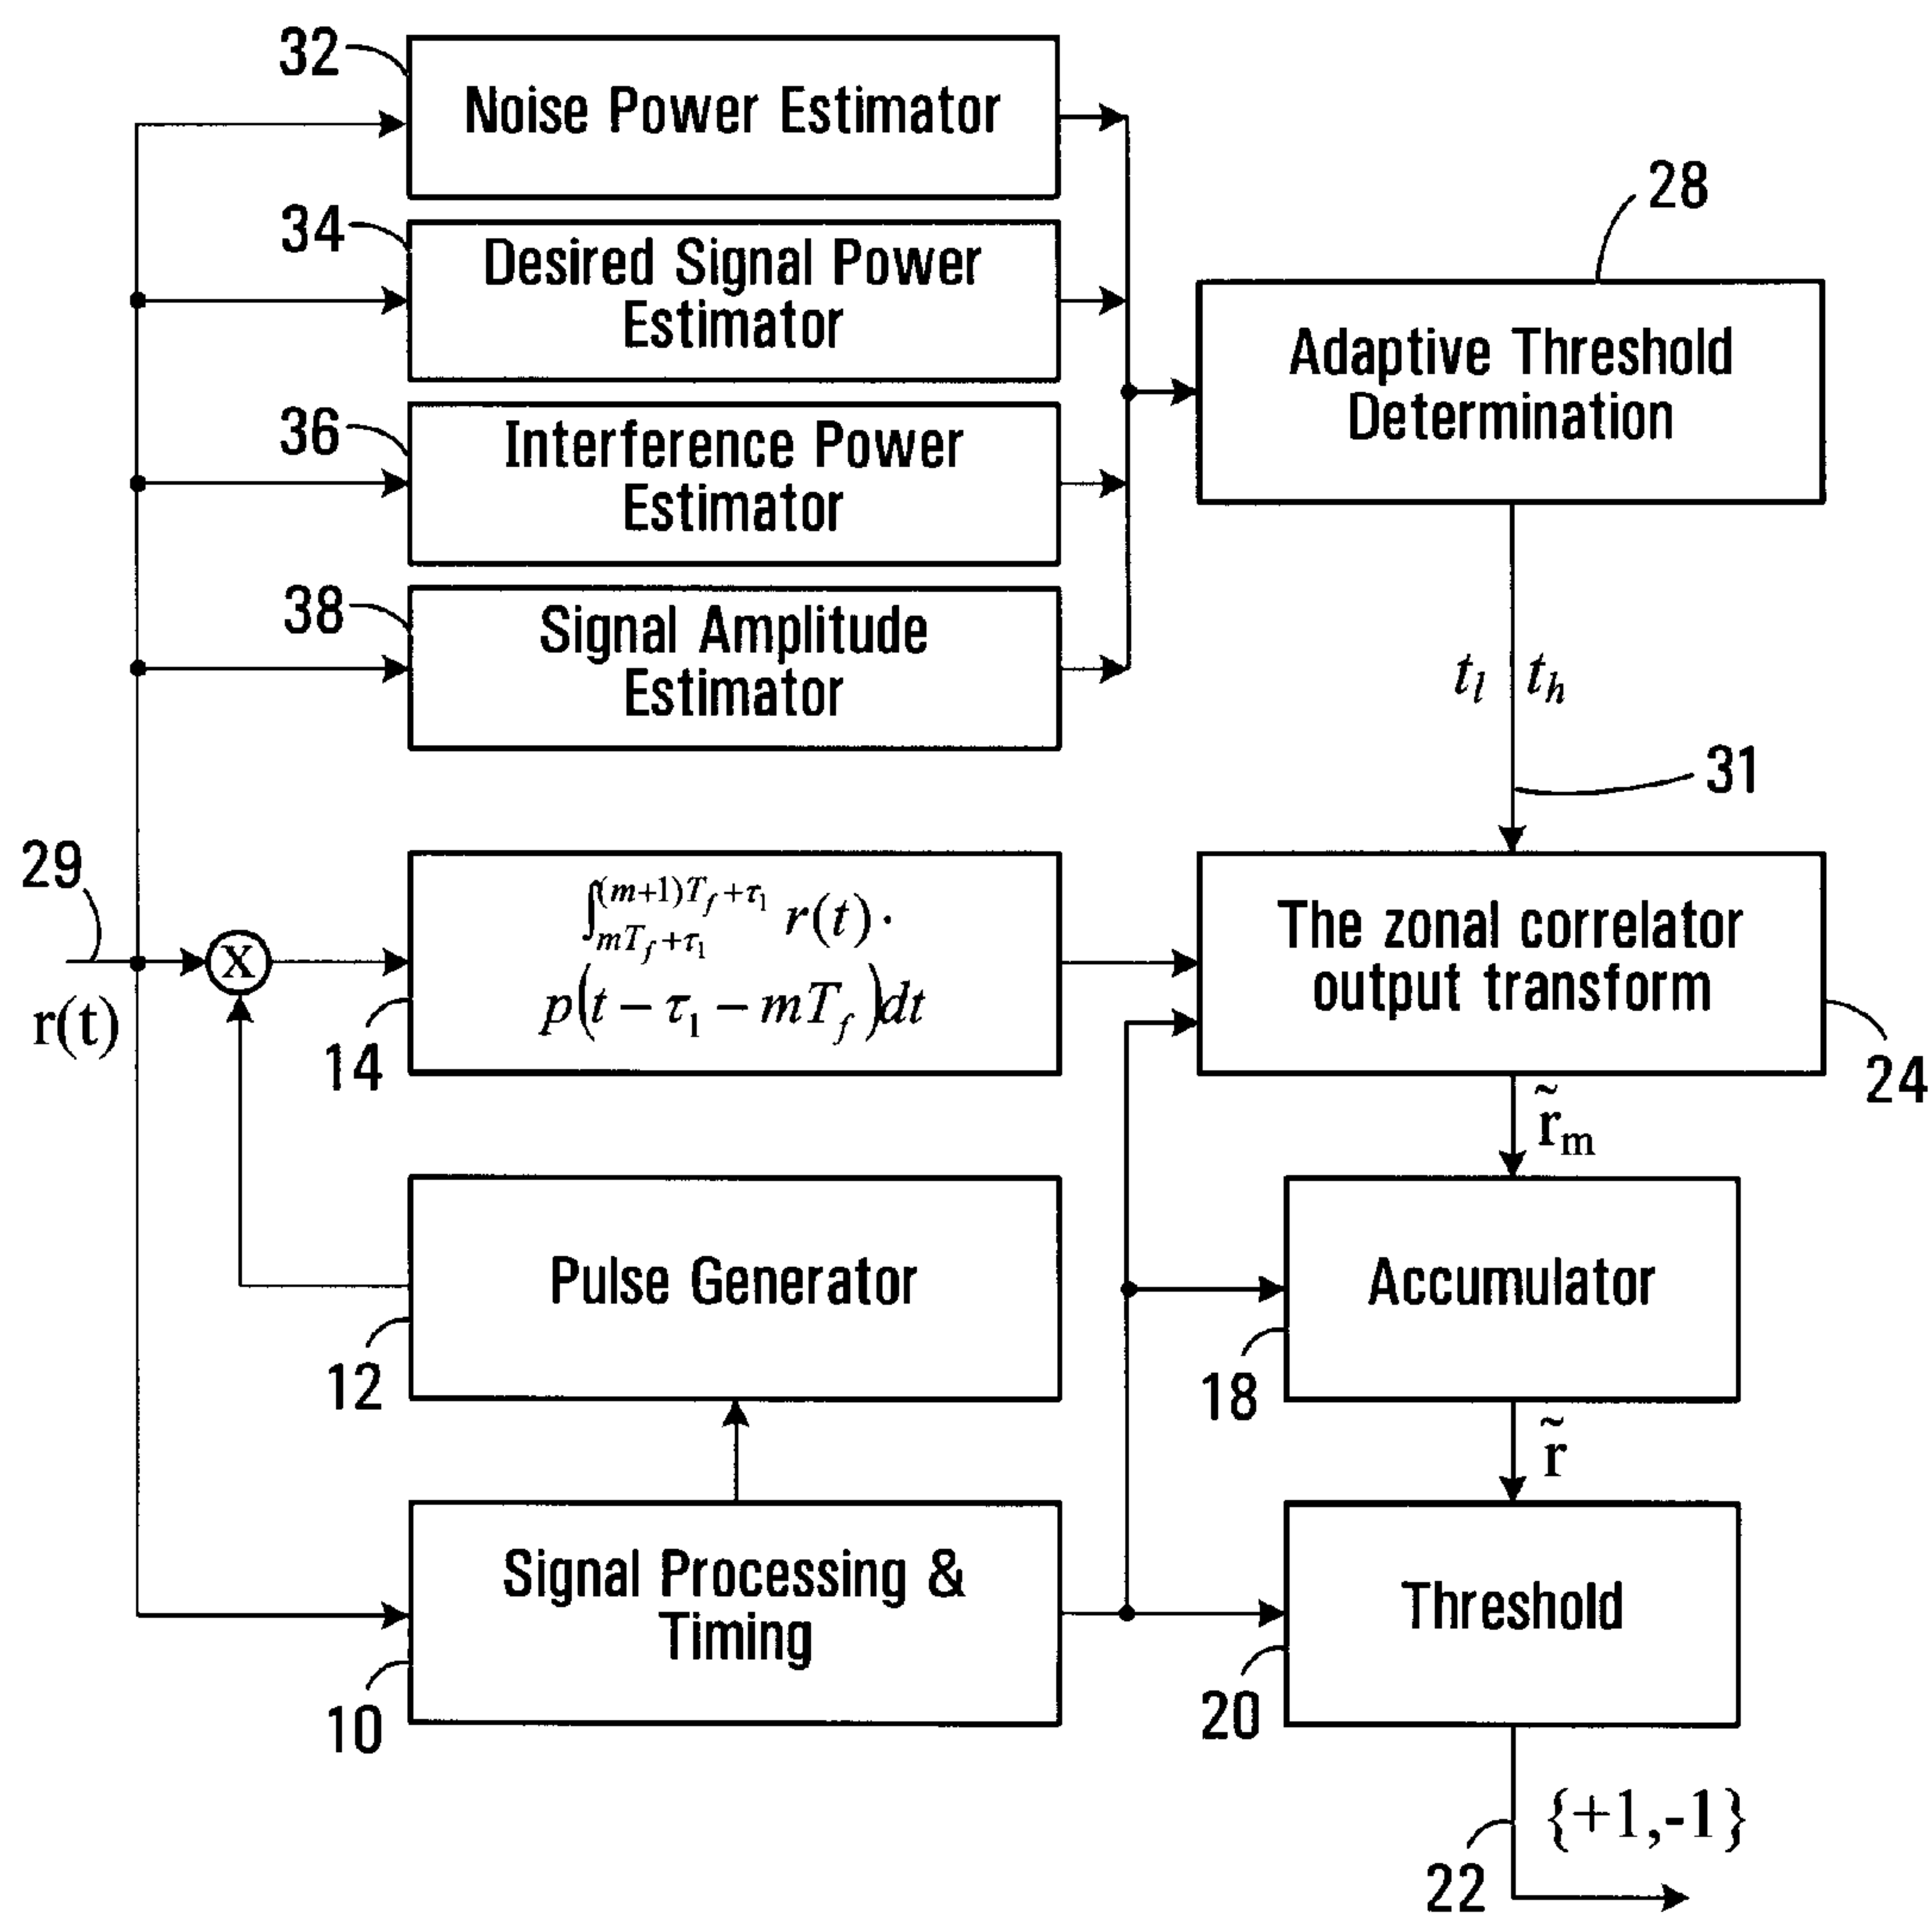 32
Noise Power Estimator
34
Desired Signal Power
Estimator
28
Adaptive Threshold
Determination
36
Interference Power
Estimator
38
Signal Amplitude
Estimator
t_l t_h
31
29
r(t)
X
∫_{mT_f+τ_1}^{(m+1)T_f+τ_1} r(t)·
p(t − τ_1 − mT_f)dt
14
The zonal correlator
output transform
24
r̃_m
Pulse Generator
12
Accumulator
18
r̃
Signal Processing &
Timing
10
Threshold
20
{+1,-1}
22